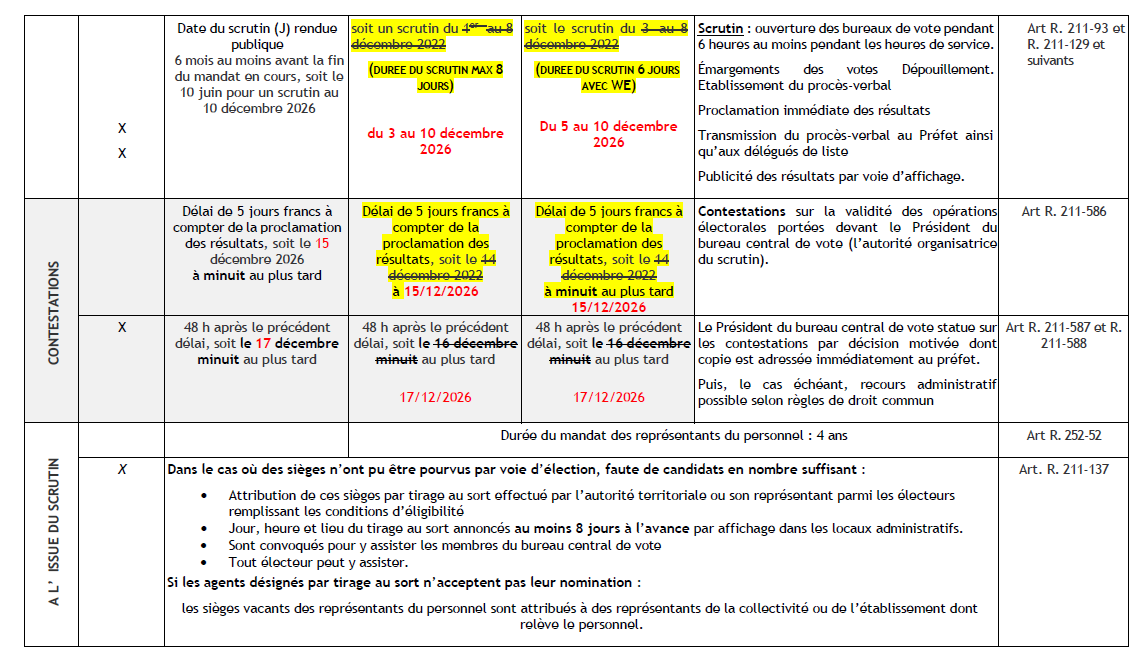 Date du scrutin (J) rendue
publique
6 mois au moins avant la fin
du mandat en cours, soit le
10 juin pour un scrutin au
10 décembre 2026
X
X
soit un scrutin du 1er au 8
décembre 2022
(DUREE DU SCRUTIN MAX 8
JOURS)
du 3 au 10 décembre
2026
soit le scrutin du 3 au 8
décembre 2022
(DUREE DU SCRUTIN 6 JOURS
AVEC WE)
Du 5 au 10 décembre
2026
Scrutin : ouverture des bureaux de vote pendant
6 heures au moins pendant les heures de service.
Émargements des votes Dépouillement.
Etablissement du procès-verbal
Proclamation immédiate des résultats
Transmission du procès-verbal au Préfet ainsi
qu’aux délégués de liste
Publicité des résultats par voie d’affichage.
Art R. 211-93 et
R. 211-129 et
suivants
CONTESTATIONS
Délai de 5 jours francs à
compter de la proclamation
des résultats, soit le 15
décembre 2026
à minuit au plus tard
Délai de 5 jours francs à
compter de la
proclamation des
résultats, soit le 14
décembre 2022
à 15/12/2026
Délai de 5 jours francs à
compter de la
proclamation des
résultats, soit le 14
décembre 2022
à minuit au plus tard
15/12/2026
Contestations sur la validité des opérations
électorales portées devant le Président du
bureau central de vote (l’autorité organisatrice
du scrutin).
Art R. 211-586
X
48 h après le précédent
délai, soit le 17 décembre
minuit au plus tard
48 h après le précédent
délai, soit le 16 décembre
minuit au plus tard
17/12/2026
48 h après le précédent
délai, soit le 16 décembre
minuit au plus tard
17/12/2026
Le Président du bureau central de vote statue sur
les contestations par décision motivée dont
copie est adressée immédiatement au préfet.
Puis, le cas échéant, recours administratif
possible selon règles de droit commun
Art R. 211-587 et R.
211-588
A L’ ISSUE DU SCRUTIN
Durée du mandat des représentants du personnel : 4 ans
Art R. 252-52
X
Dans le cas où des sièges n’ont pu être pourvus par voie d’élection, faute de candidats en nombre suffisant :
• Attribution de ces sièges par tirage au sort effectué par l’autorité territoriale ou son représentant parmi les électeurs
remplissant les conditions d’éligibilité
• Jour, heure et lieu du tirage au sort annoncés au moins 8 jours à l’avance par affichage dans les locaux administratifs.
• Sont convoqués pour y assister les membres du bureau central de vote
• Tout électeur peut y assister.
Si les agents désignés par tirage au sort n’acceptent pas leur nomination :
les sièges vacants des représentants du personnel sont attribués à des représentants de la collectivité ou de l’établissement dont
relève le personnel.
Art. R. 211-137